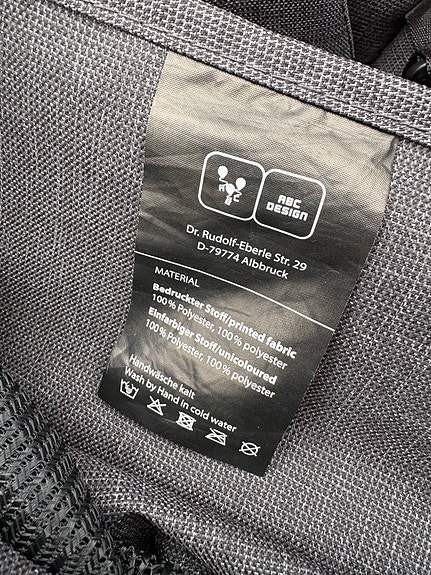 A C
B
ABC
DESIGN
Dr. Rudolf-Eberle Str. 29
D-79774 Albbruck
MATERIAL
Bedruckter Stoff/printed fabric
100% Polyester, 100% polyester
Einfarbiger Stoff/unicoloured
100% Polyester, 100% polyester
Handwäsche kalt
Wash by Hand in cold water